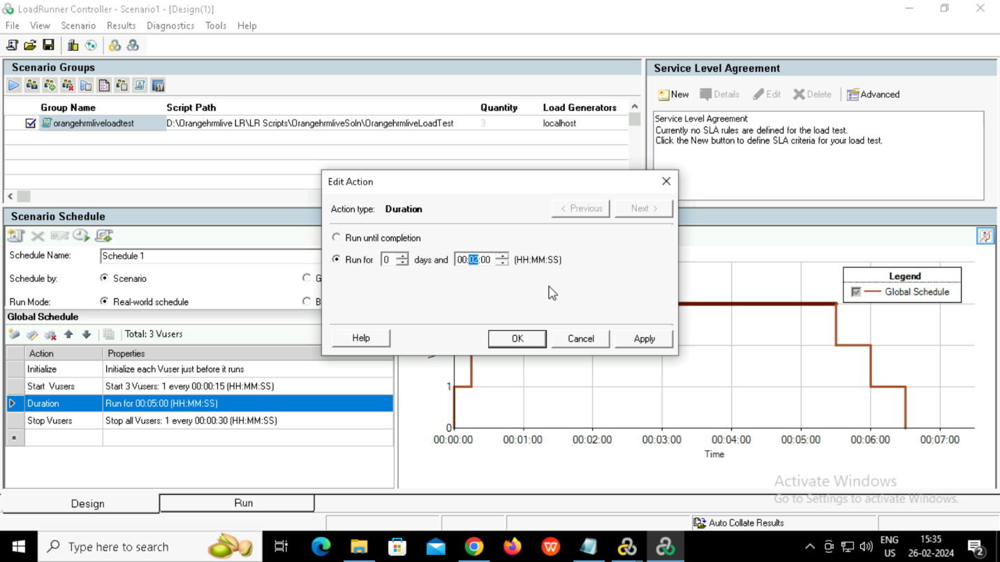 LoadRunner Controller - Scenario1 - [Design(1)]
File View Scenario Results Diagnostics Tools Help
Scenario Groups
Group Name Script Path Quantity Load Generators
orangehrmliveloadtest D:\Orangehrmlive LR\LR Scripts\OrangehrmliveSoln\OrangehrmliveLoadTest 3 localhost
Service Level Agreement
New Details Edit Delete Advanced
Service Level Agreement
Currently no SLA rules are defined for the load test.
Click the New button to define SLA criteria for your load test.
Edit Action
Action type: Duration < Previous Next >
Run until completion
Run for 0 days and 00:02:00 (HH:MM:SS)
Help OK Cancel Apply
Scenario Schedule
Schedule Name: Schedule 1
Schedule by: Scenario G
Run Mode: Real-world schedule B
Global Schedule
Total: 3 Vusers
Action Properties
Initialize Initialize each Vuser just before it runs
Start Vusers Start 3 Vusers: 1 every 00:00:15 (HH:MM:SS)
Duration Run for 00:05:00 (HH:MM:SS)
Stop Vusers Stop all Vusers: 1 every 00:00:30 (HH:MM:SS)
*
Legend
Global Schedule
1
0
00:00:00 00:01:00 00:02:00 00:03:00 00:04:00 00:05:00 00:06:00 00:07:00
Time
Activate Windows
Go to Settings to activate Windows.
Design Run
Auto Collate Results
Type here to search
ENG
US
15:35
26-02-2024
2